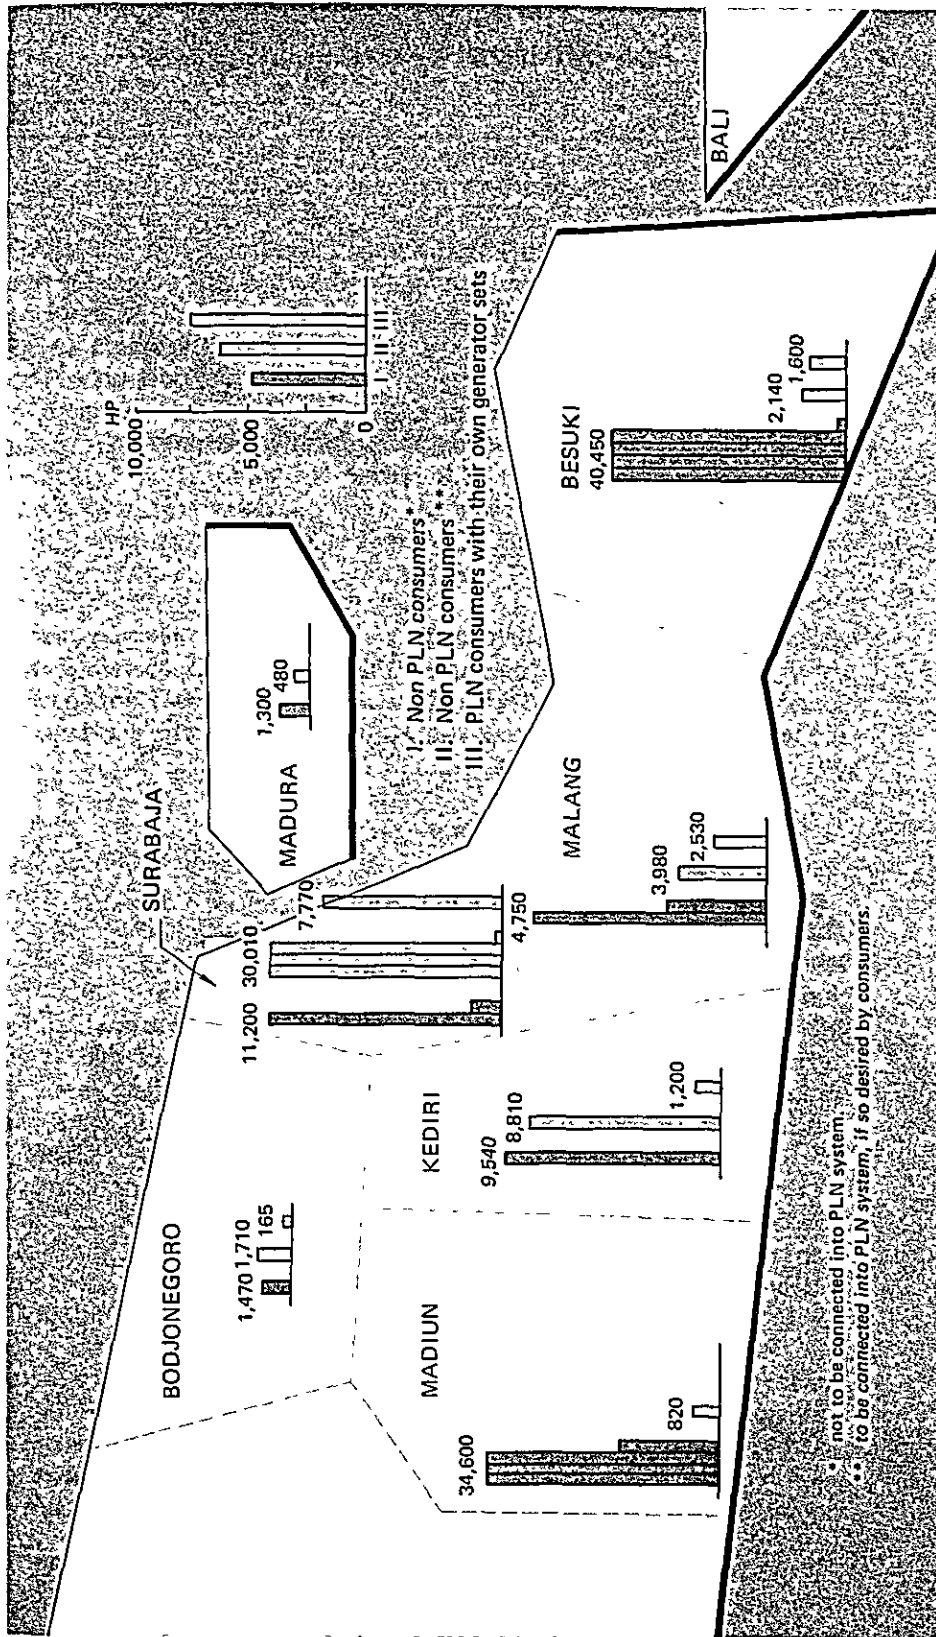 SURABAJA
HP
10,000
5,000
0
I II III
MADURA
1,300 480
I. Non PLN consumers *
II. Non PLN consumers **
III. PLN consumers with their own generator sets
BALI
BODJONEGORO
1,470 1,710 165
11,200 30,010 7,770
MADIUN
34,600 820
KEDIRI
9,540 8,810 1,200
MALANG
4,750 3,980 2,530
BESUKI
40,450 2,140 1,600
* not to be connected into PLN system.
** to be connected into PLN system, if so desired by consumers.